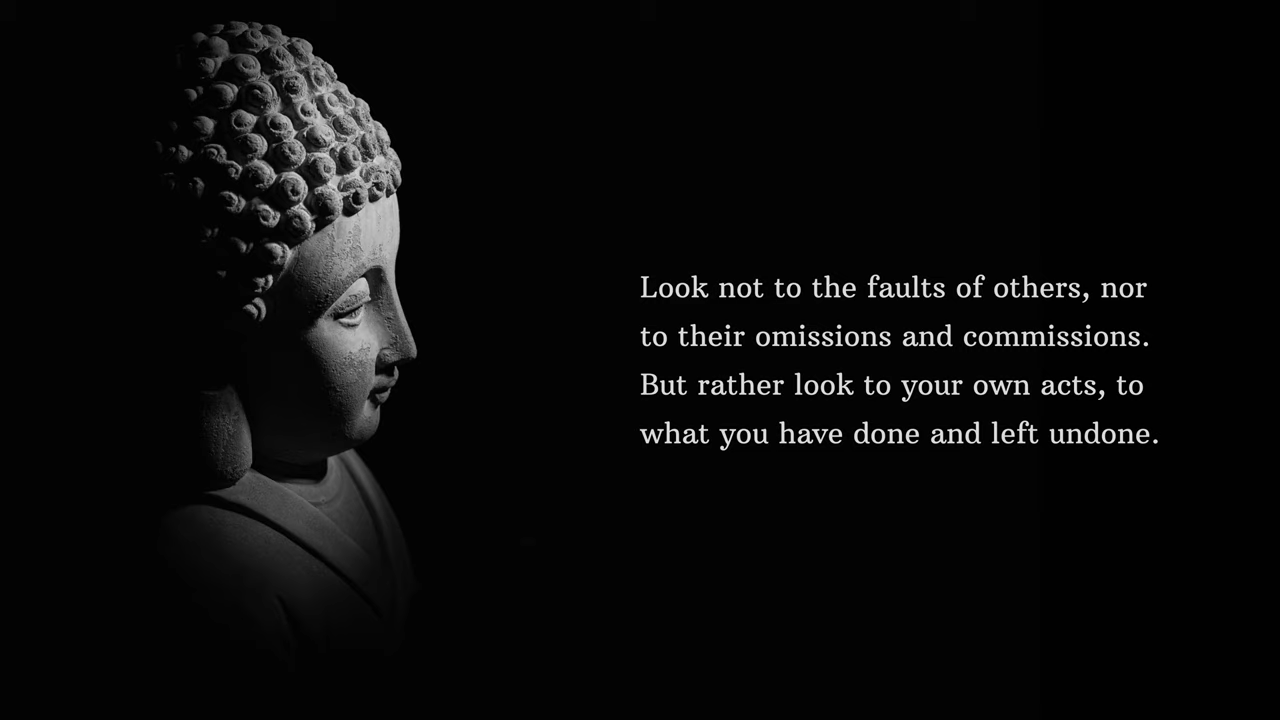 Look not to the faults of others, nor
to their omissions and commissions.
But rather look to your own acts, to
what you have done and left undone.